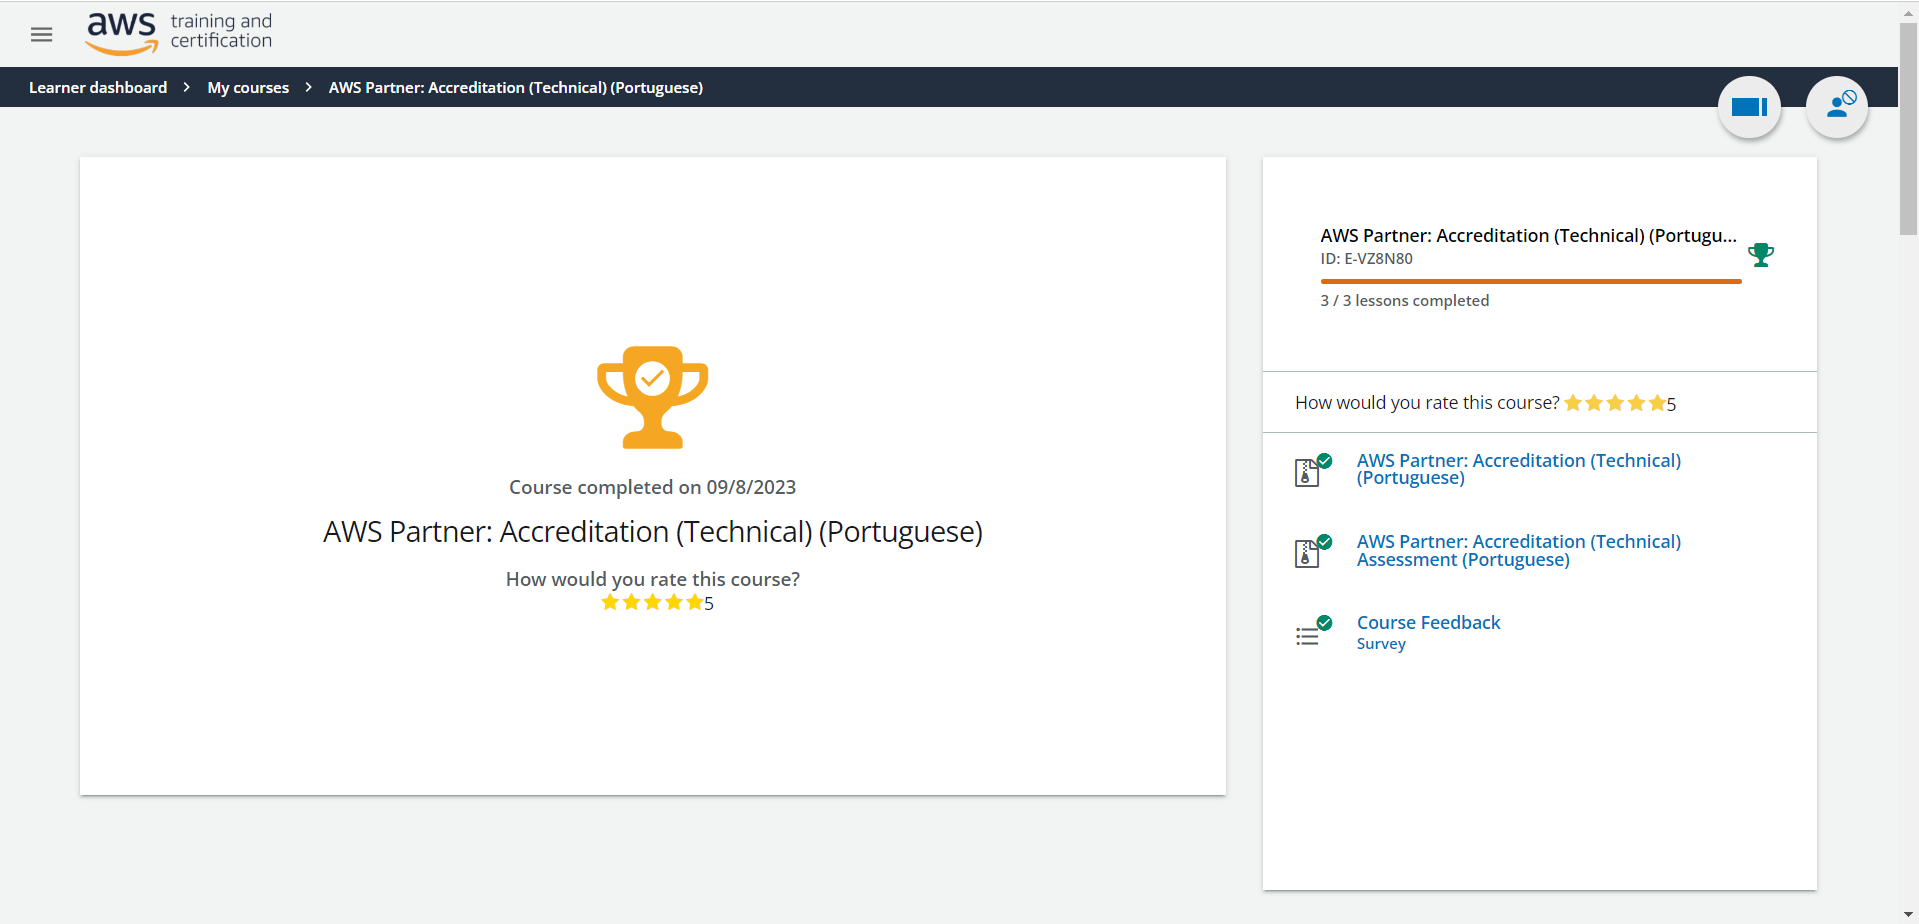 aws training and
certification
Learner dashboard > My courses > AWS Partner: Accreditation (Technical) (Portuguese)
Course completed on 09/8/2023
AWS Partner: Accreditation (Technical) (Portuguese)
How would you rate this course?
5
AWS Partner: Accreditation (Technical) (Portugu...
ID: E-VZ8N80
3 / 3 lessons completed
How would you rate this course? 5
AWS Partner: Accreditation (Technical)
(Portuguese)
AWS Partner: Accreditation (Technical)
Assessment (Portuguese)
Course Feedback
Survey